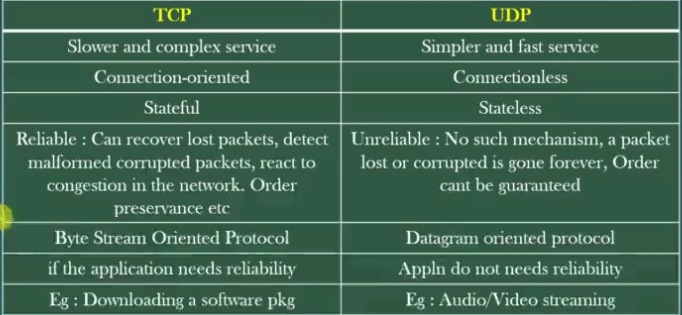 TCP
UDP
Slower and complex service
Simpler and fast service
Connection-oriented
Connectionless
Stateful
Stateless
Reliable : Can recover lost packets, detect
malformed corrupted packets, react to
congestion in the network. Order
preservance etc
Unreliable : No such mechanism, a packet
lost or corrupted is gone forever, Order
cant be guaranteed
Byte Stream Oriented Protocol
Datagram oriented protocol
if the application needs reliability
Appln do not needs reliability
Eg : Downloading a software pkg
Eg : Audio/Video streaming